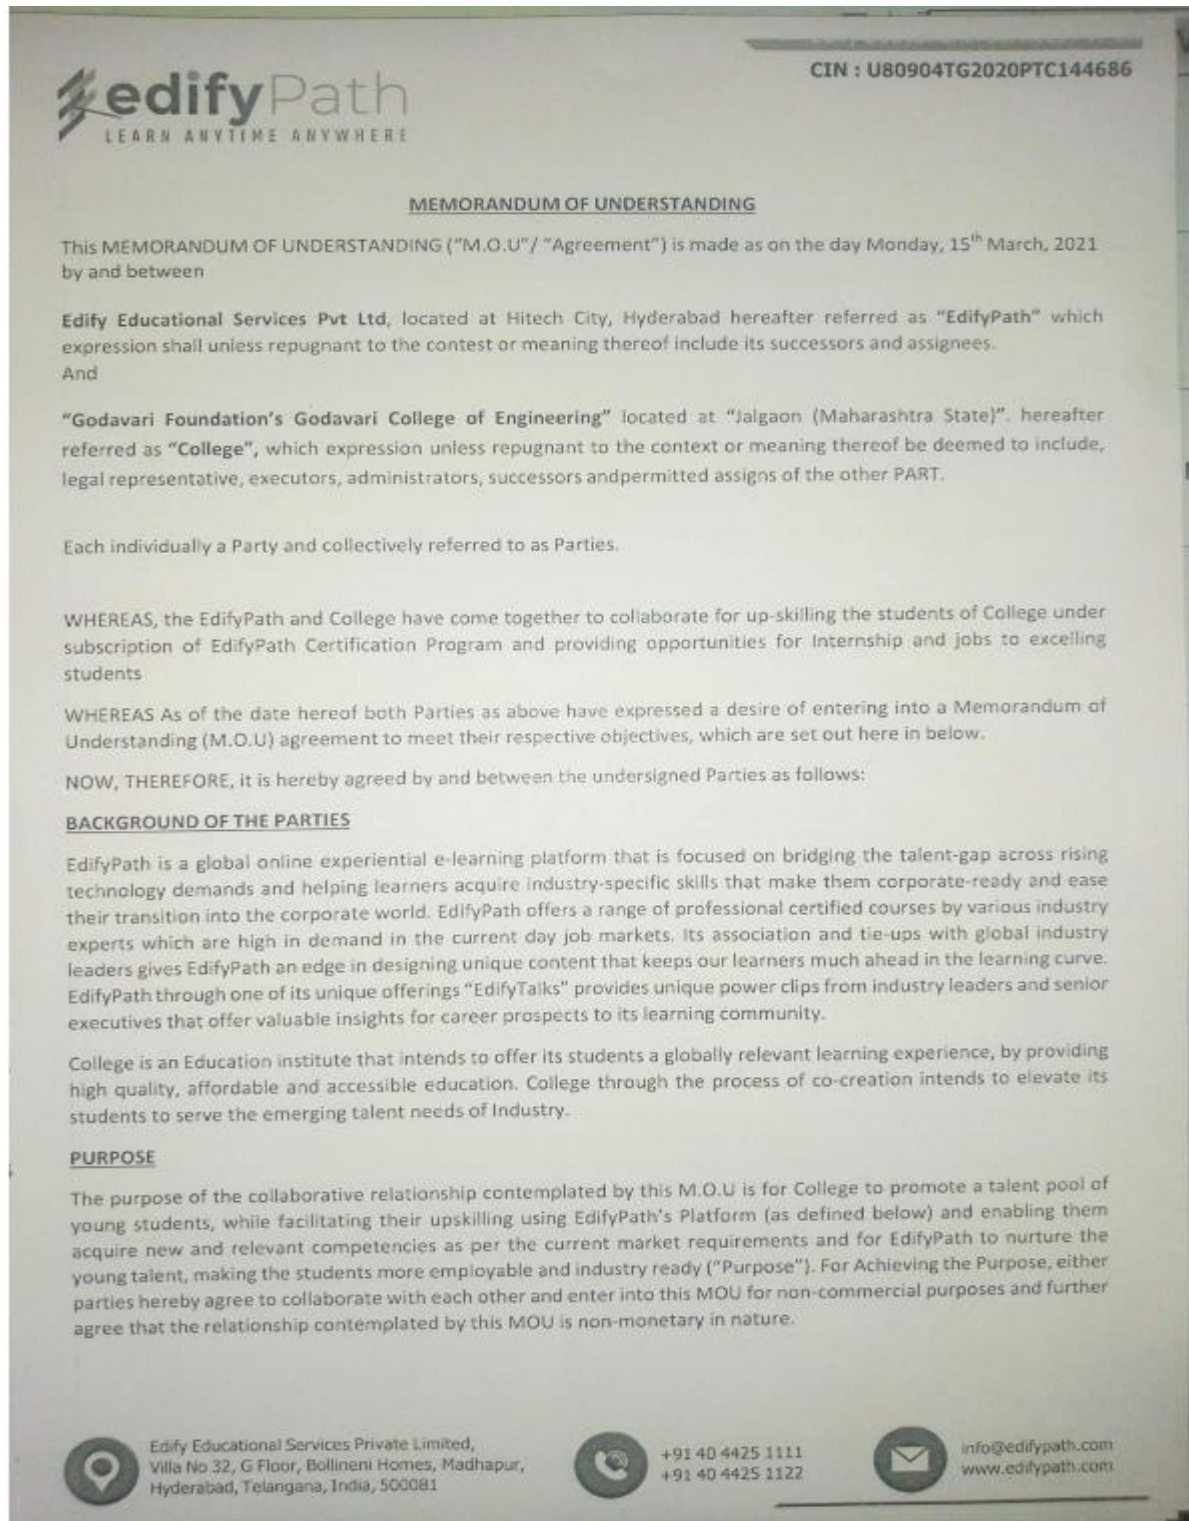 CIN : U80904TG2020PTC144686
edifyPath
LEARN ANYTIME ANYWHERE
MEMORANDUM OF UNDERSTANDING
This MEMORANDUM OF UNDERSTANDING ("M.O.U"/ "Agreement") is made as on the day Monday, 15th March, 2021
by and between
Edify Educational Services Pvt Ltd, located at Hitech City, Hyderabad hereafter referred as "EdifyPath" which
expression shall unless repugnant to the contest or meaning thereof include its successors and assignees.
And
"Godavari Foundation's Godavari College of Engineering" located at "Jalgaon (Maharashtra State)". hereafter
referred as "College", which expression unless repugnant to the context or meaning thereof be deemed to include,
legal representative, executors, administrators, successors andpermitted assigns of the other PART.
Each individually a Party and collectively referred to as Parties.
WHEREAS, the EdifyPath and College have come together to collaborate for up-skilling the students of College under
subscription of EdifyPath Certification Program and providing opportunities for Internship and jobs to excelling
students
WHEREAS As of the date hereof both Parties as above have expressed a desire of entering into a Memorandum of
Understanding (M.O.U) agreement to meet their respective objectives, which are set out here in below.
NOW, THEREFORE, it is hereby agreed by and between the undersigned Parties as follows:
BACKGROUND OF THE PARTIES
EdifyPath is a global online experiential e-learning platform that is focused on bridging the talent-gap across rising
technology demands and helping learners acquire industry-specific skills that make them corporate-ready and ease
their transition into the corporate world. EdifyPath offers a range of professional certified courses by various industry
experts which are high in demand in the current day job markets. Its association and tie-ups with global industry
leaders gives EdifyPath an edge in designing unique content that keeps our learners much ahead in the learning curve.
EdifyPath through one of its unique offerings "EdifyTalks" provides unique power clips from industry leaders and senior
executives that offer valuable insights for career prospects to its learning community.
College is an Education institute that intends to offer its students a globally relevant learning experience, by providing
high quality, affordable and accessible education. College through the process of co-creation intends to elevate its
students to serve the emerging talent needs of Industry.
PURPOSE
The purpose of the collaborative relationship contemplated by this M.O.U is for College to promote a talent pool of
young students, while facilitating their upskilling using EdifyPath's Platform (as defined below) and enabling them
acquire new and relevant competencies as per the current market requirements and for EdifyPath to nurture the
young talent, making the students more employable and industry ready ("Purpose"). For Achieving the Purpose, either
parties hereby agree to collaborate with each other and enter into this MOU for non-commercial purposes and further
agree that the relationship contemplated by this MOU is non-monetary in nature.
Edify Educational Services Private Limited,
Villa No 32, G Floor, Bollineni Homes, Madhapur,
Hyderabad, Telangana, India, 500081
+91 40 4425 1111
+91 40 4425 1122
info@edifypath.com
www.edifypath.com